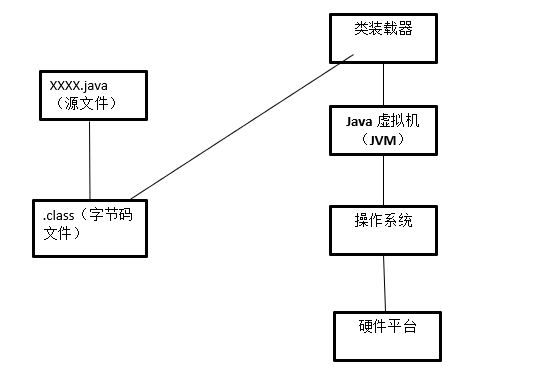 类装载器
XXXX.java
（源文件）
Java 虚拟机
（JVM）
.class（字节码
文件）
操作系统
硬件平台